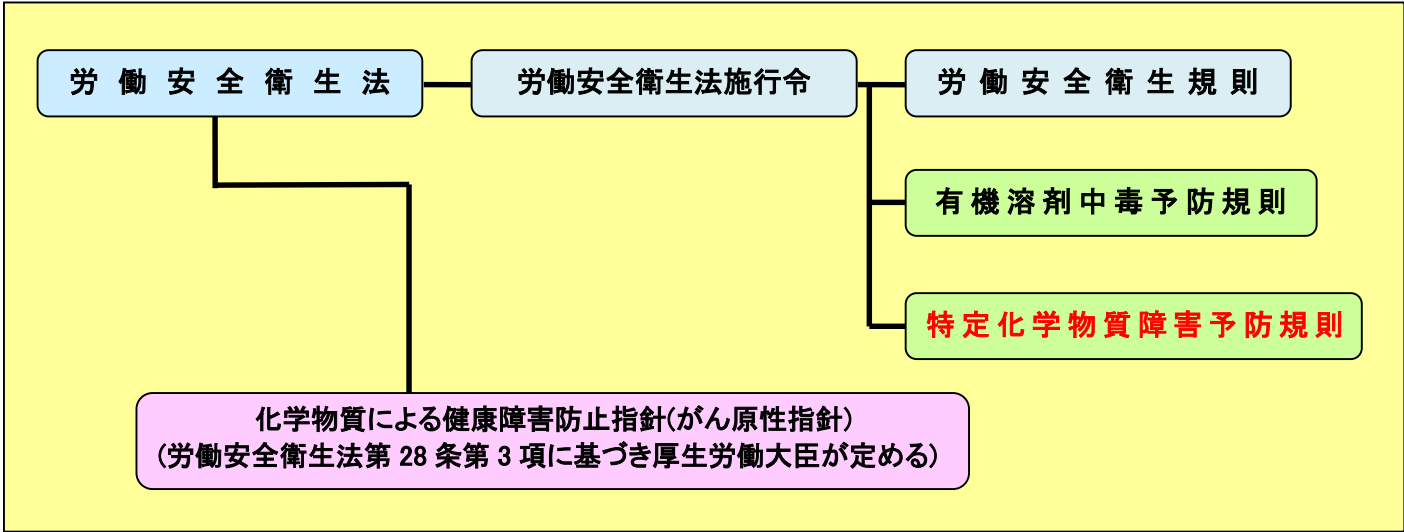 労働安全衛生法
労働安全衛生法施行令
労働安全衛生規則
有機溶剤中毒予防規則
特定化学物質障害予防規則
化学物質による健康障害防止指針(がん原性指針)
(労働安全衛生法第 28 条第 3 項に基づき厚生労働大臣が定める)